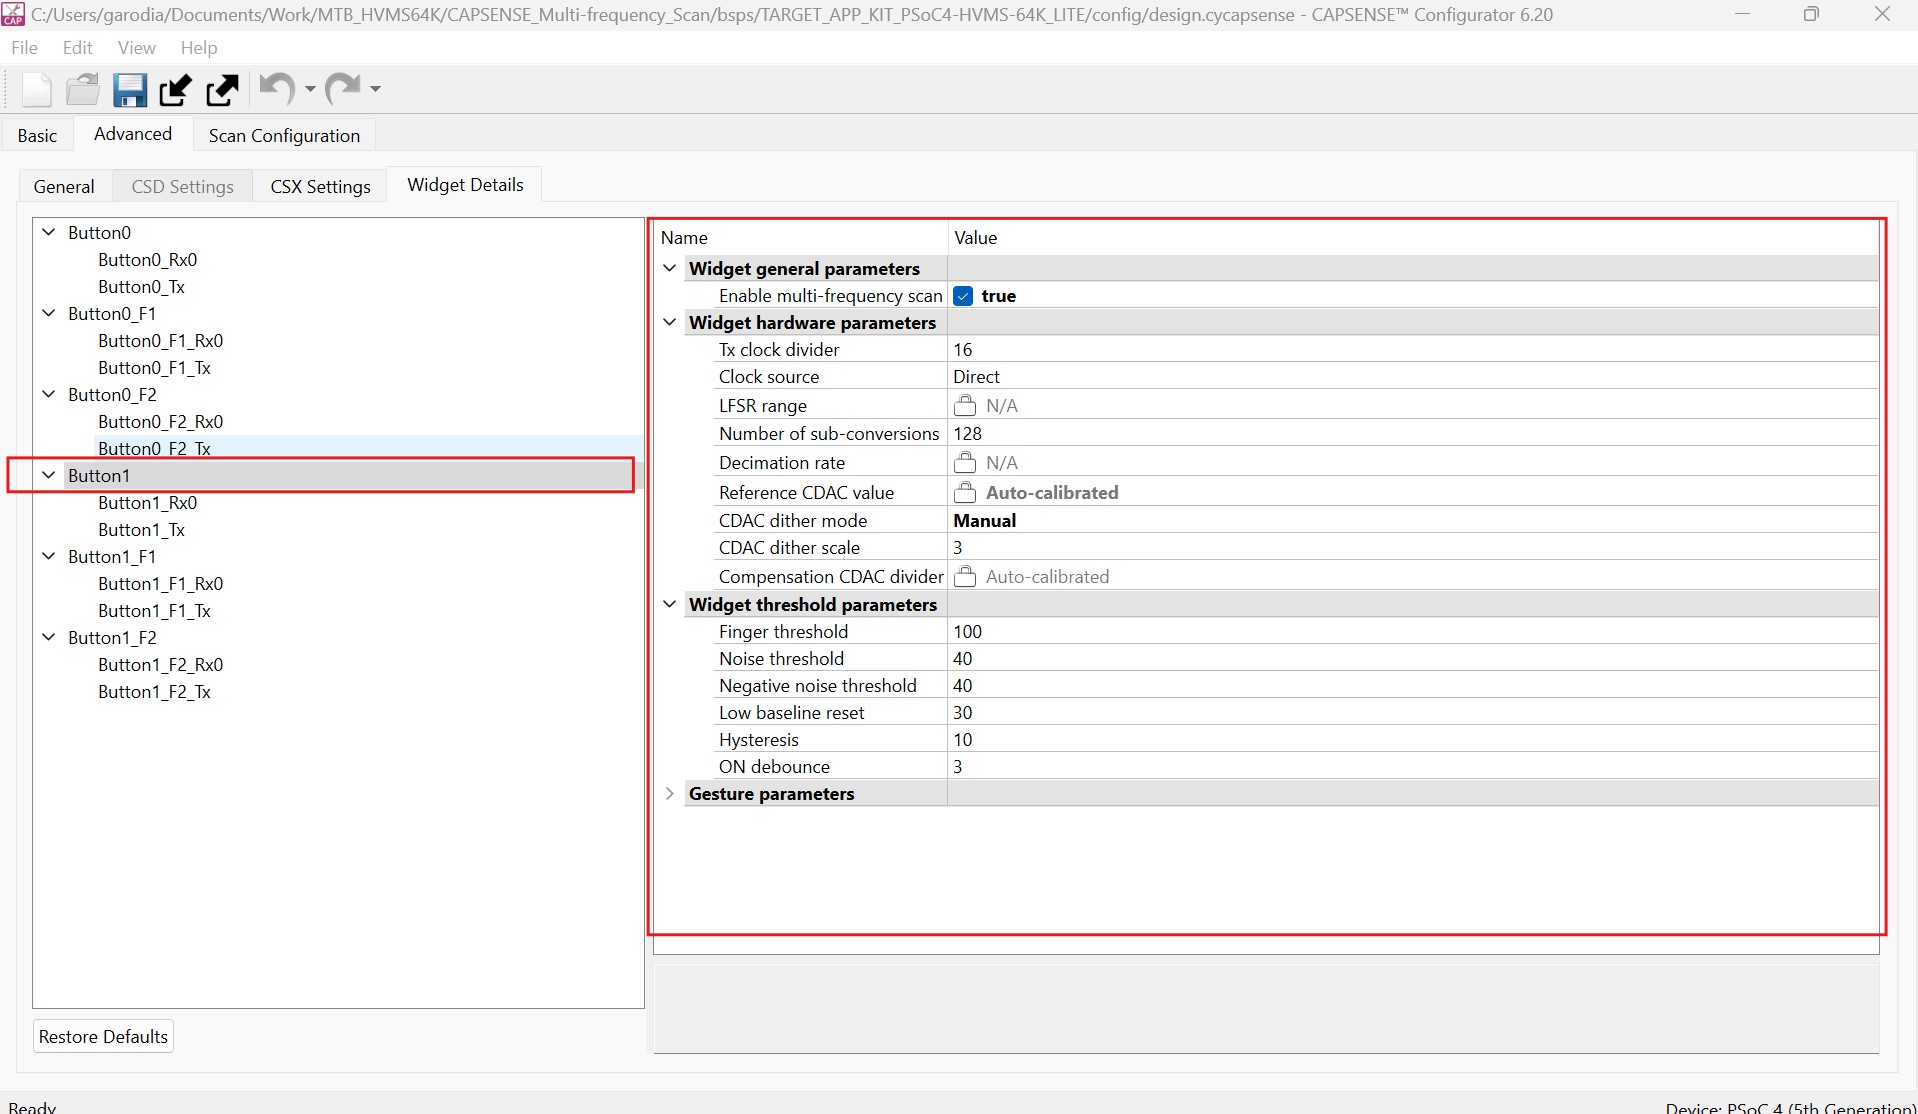 C:/Users/garodia/Documents/Work/MTB_HVMS64K/CAPSENSE_Multi-frequency_Scan/bsps/TARGET_APP_KIT_PSoC4-HVMS-64K_LITE/config/design.cycapsense - CAPSENSE™ Configurator 6.20
CAP
File Edit View Help
Basic Advanced Scan Configuration
General CSD Settings CSX Settings Widget Details
Button0
Button0_Rx0
Button0_Tx
Button0_F1
Button0_F1_Rx0
Button0_F1_Tx
Button0_F2
Button0_F2_Rx0
Button0_F2_Tx
Button1
Button1_Rx0
Button1_Tx
Button1_F1
Button1_F1_Rx0
Button1_F1_Tx
Button1_F2
Button1_F2_Rx0
Button1_F2_Tx
Restore Defaults
Name Value
Widget general parameters
Enable multi-frequency scan true
Widget hardware parameters
Tx clock divider 16
Clock source Direct
LFSR range N/A
Number of sub-conversions 128
Decimation rate N/A
Reference CDAC value Auto-calibrated
CDAC dither mode Manual
CDAC dither scale 3
Compensation CDAC divider Auto-calibrated
Widget threshold parameters
Finger threshold 100
Noise threshold 40
Negative noise threshold 40
Low baseline reset 30
Hysteresis 10
ON debounce 3
Gesture parameters
Ready
Device: PSoC 4 (5th Generation)